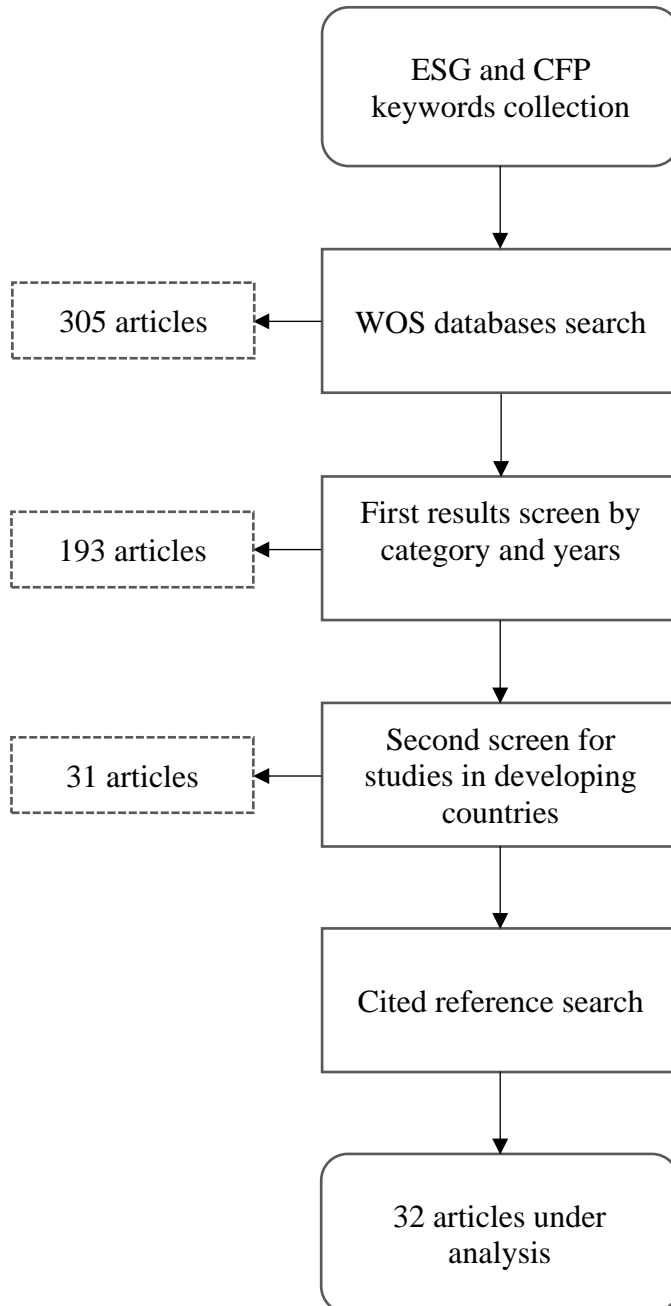 ESG and CFP
keywords collection
305 articles
WOS databases search
193 articles
First results screen by
category and years
31 articles
Second screen for
studies in developing
countries
Cited reference search
32 articles under
analysis